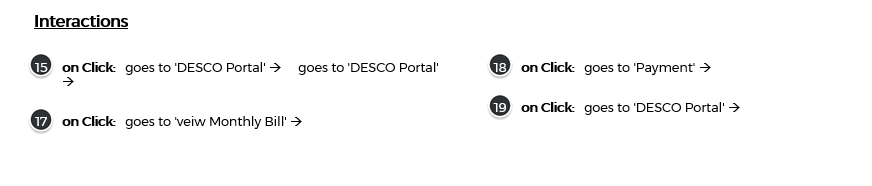 Interactions
15 on Click: goes to 'DESCO Portal' → goes to 'DESCO Portal'
→
17 on Click: goes to 'veiw Monthly Bill' →
18 on Click: goes to 'Payment' →
19 on Click: goes to 'DESCO Portal' →